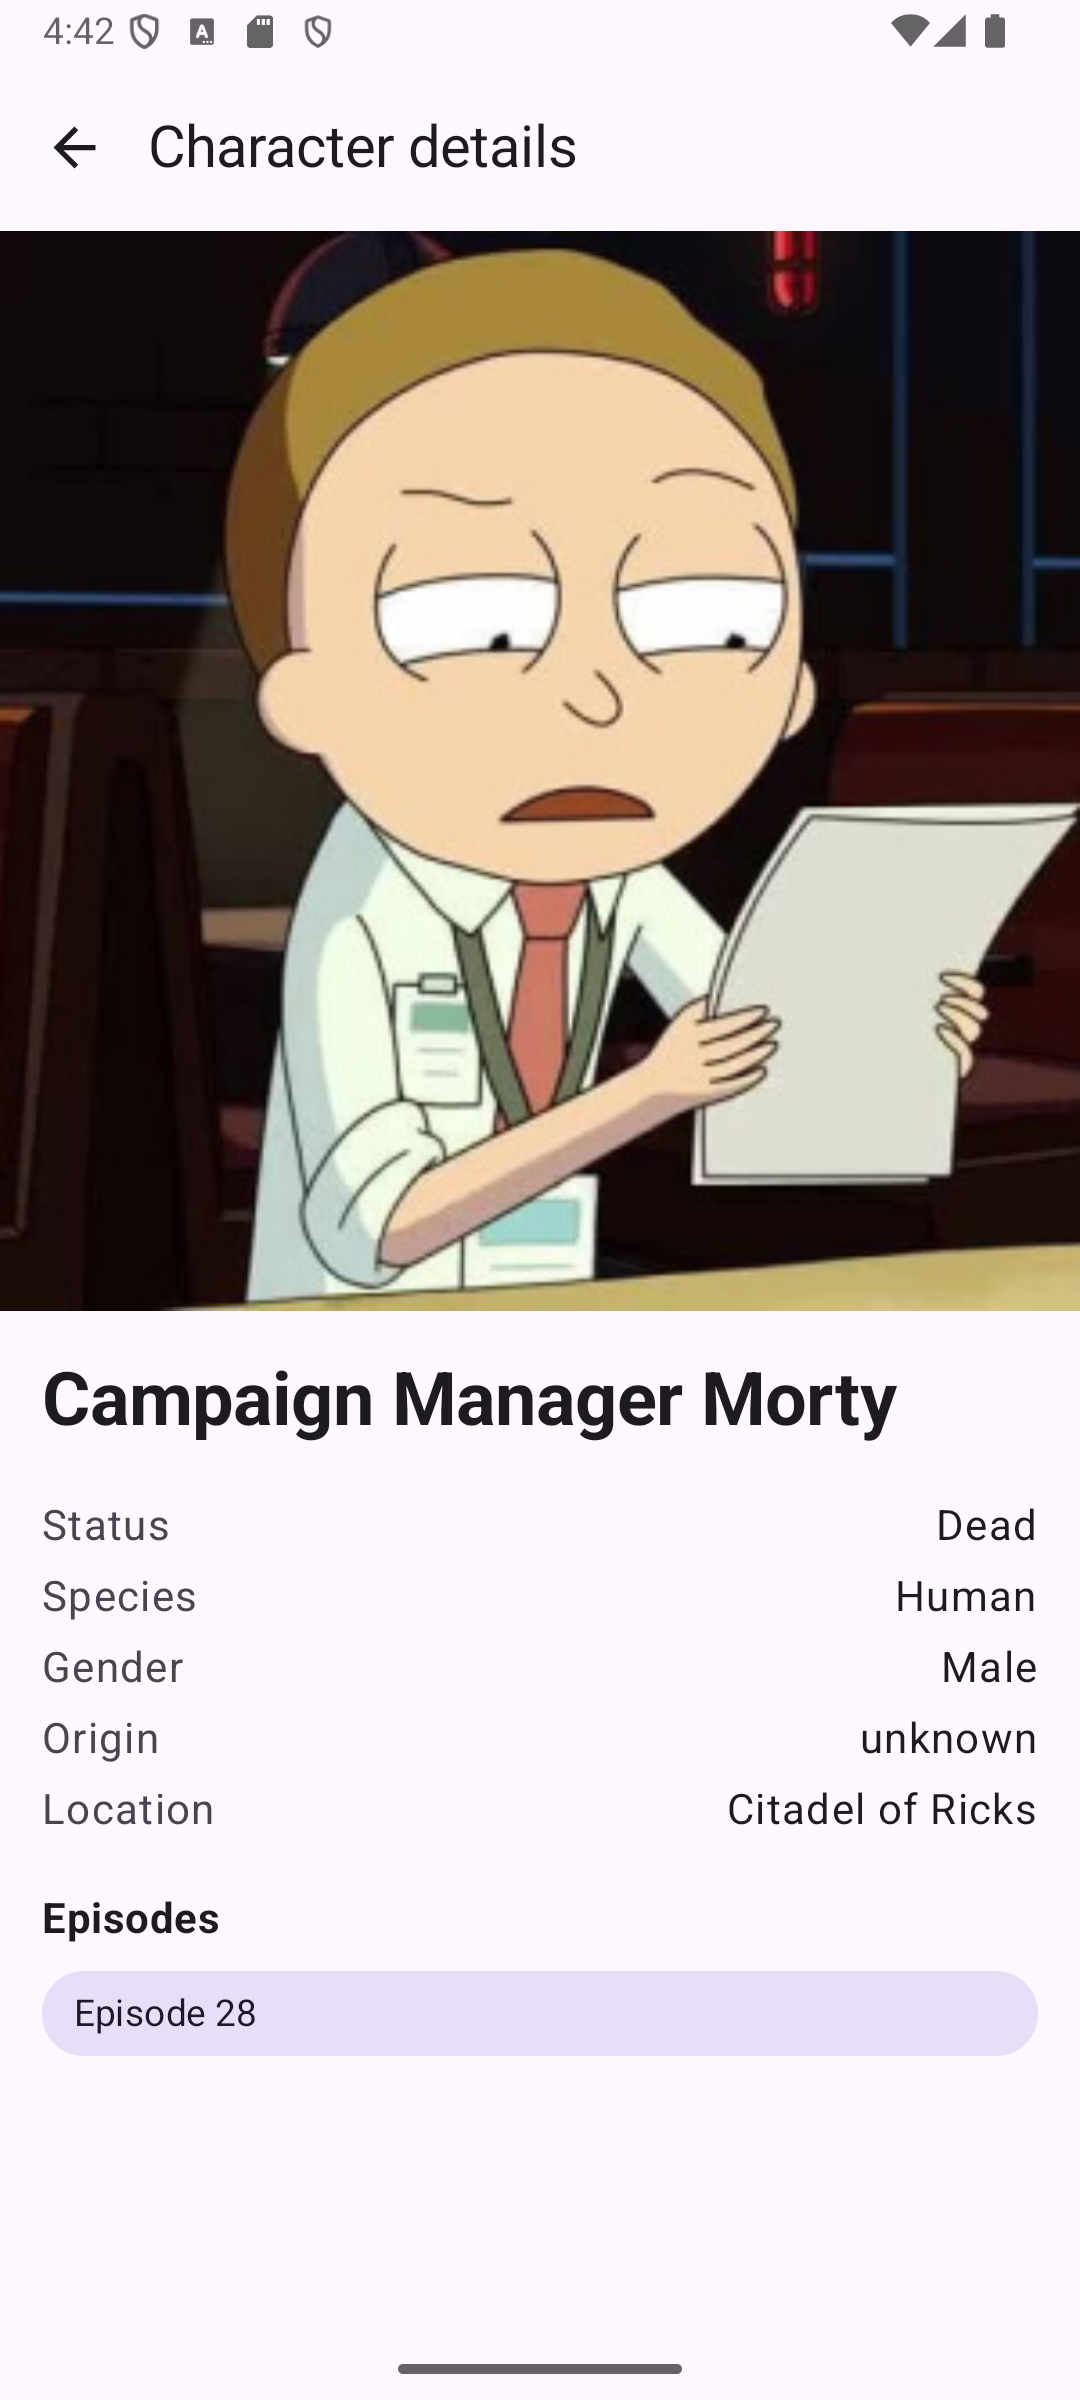 4:42
Character details
Campaign Manager Morty
Status Dead
Species Human
Gender Male
Origin unknown
Location Citadel of Ricks
Episodes
Episode 28